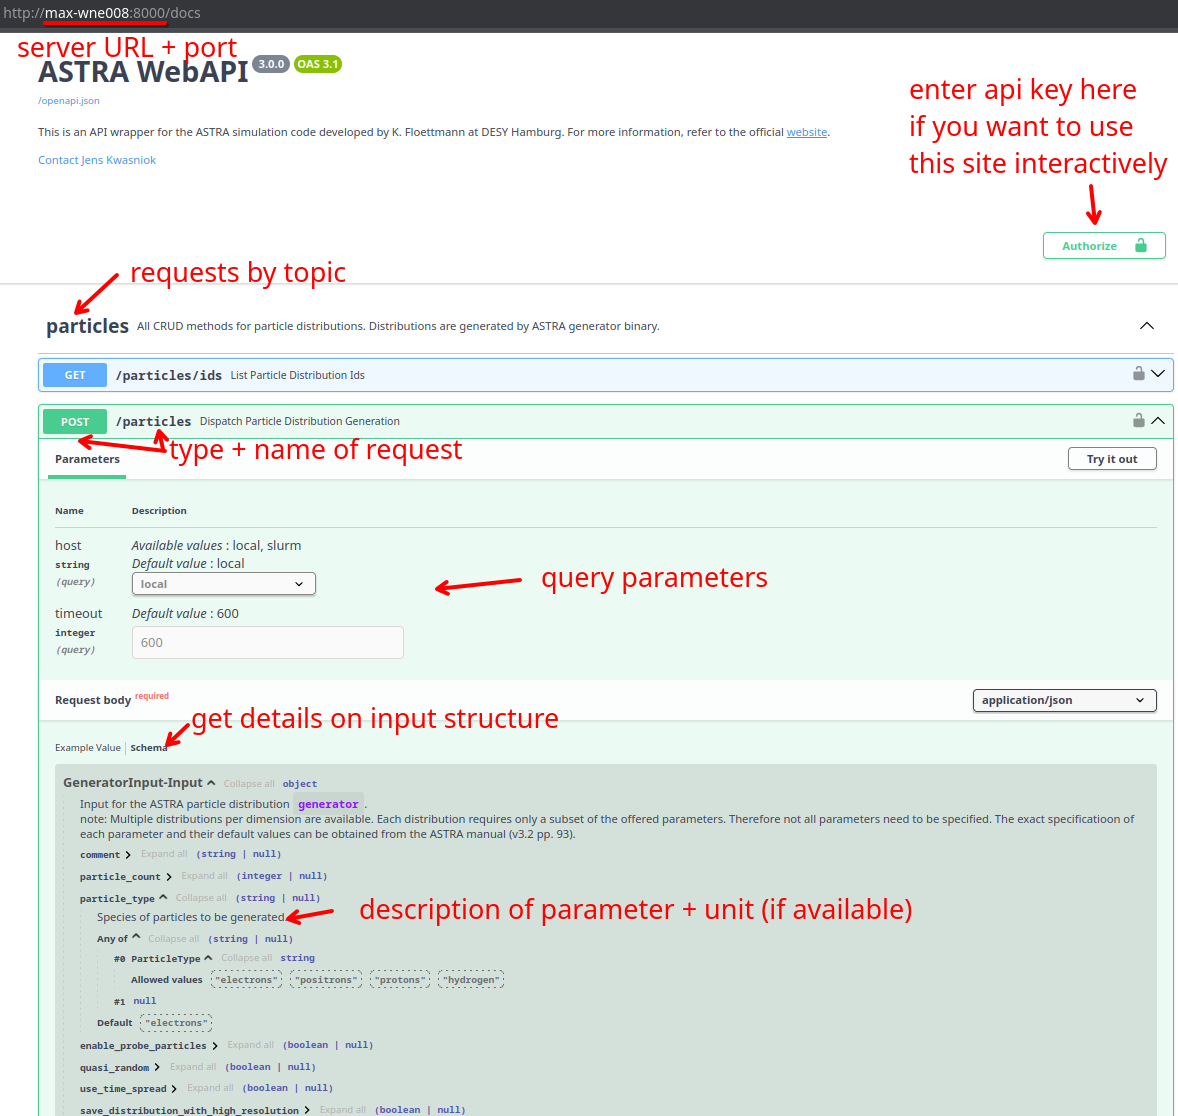 http://max-wne008:8000/docs
server URL + port
ASTRA WebAPI 3.0.0 OAS 3.1
/openapi.json
This is an API wrapper for the ASTRA simulation code developed by K. Floettmann at DESY Hamburg. For more information, refer to the official website.
Contact Jens Kwasniok
enter api key here
if you want to use
this site interactively
Authorize
requests by topic
particles All CRUD methods for particle distributions. Distributions are generated by ASTRA generator binary.
GET /particles/ids List Particle Distribution Ids
POST /particles Dispatch Particle Distribution Generation
type + name of request
Parameters
Try it out
Name Description
host Available values : local, slurm
string Default value : local
(query) local
query parameters
timeout Default value : 600
integer
(query) 600
Request body required application/json
get details on input structure
Example Value Schema
GeneratorInput-Input Collapse all object
Input for the ASTRA particle distribution generator .
note: Multiple distributions per dimension are available. Each distribution requires only a subset of the offered parameters. Therefore not all parameters need to be specified. The exact specificatioon of
each parameter and their default values can be obtained from the ASTRA manual (v3.2 pp. 93).
comment Expand all (string | null)
particle_count Expand all (integer | null)
particle_type Collapse all (string | null)
Species of particles to be generated.
description of parameter + unit (if available)
Any of Collapse all (string | null)
#0 ParticleType Collapse all string
Allowed values "electrons" "positrons" "protons" "hydrogen"
#1 null
Default "electrons"
enable_probe_particles Expand all (boolean | null)
quasi_random Expand all (boolean | null)
use_time_spread Expand all (boolean | null)
save_distribution_with_high_resolution Expand all (boolean | null)